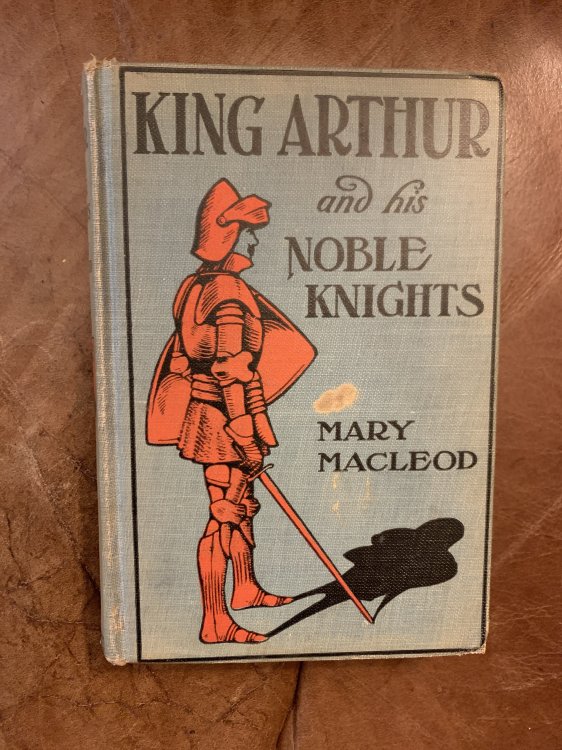 KING ARTHUR
and his
NOBLE
KNIGHTS
MARY
MACLEOD